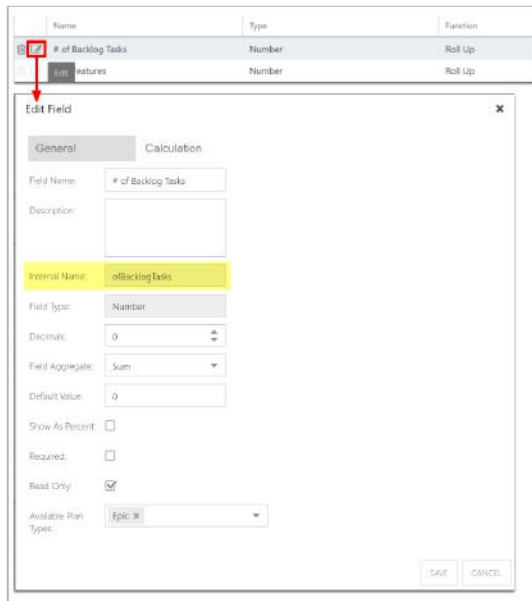 Name Type Function
# of Backlog Tasks Number Roll Up
Edit eatures Number Roll Up
Edit Field
General Calculation
Field Name: # of Backlog Tasks
Description:
Internal Name: ofBacklogTasks
Field Type: Number
Decimals: 0
Field Aggregate: Sum
Default Value: 0
Show As Percent:
Required:
Read Only:
Available Plan Epic
Types:
SAVE CANCEL